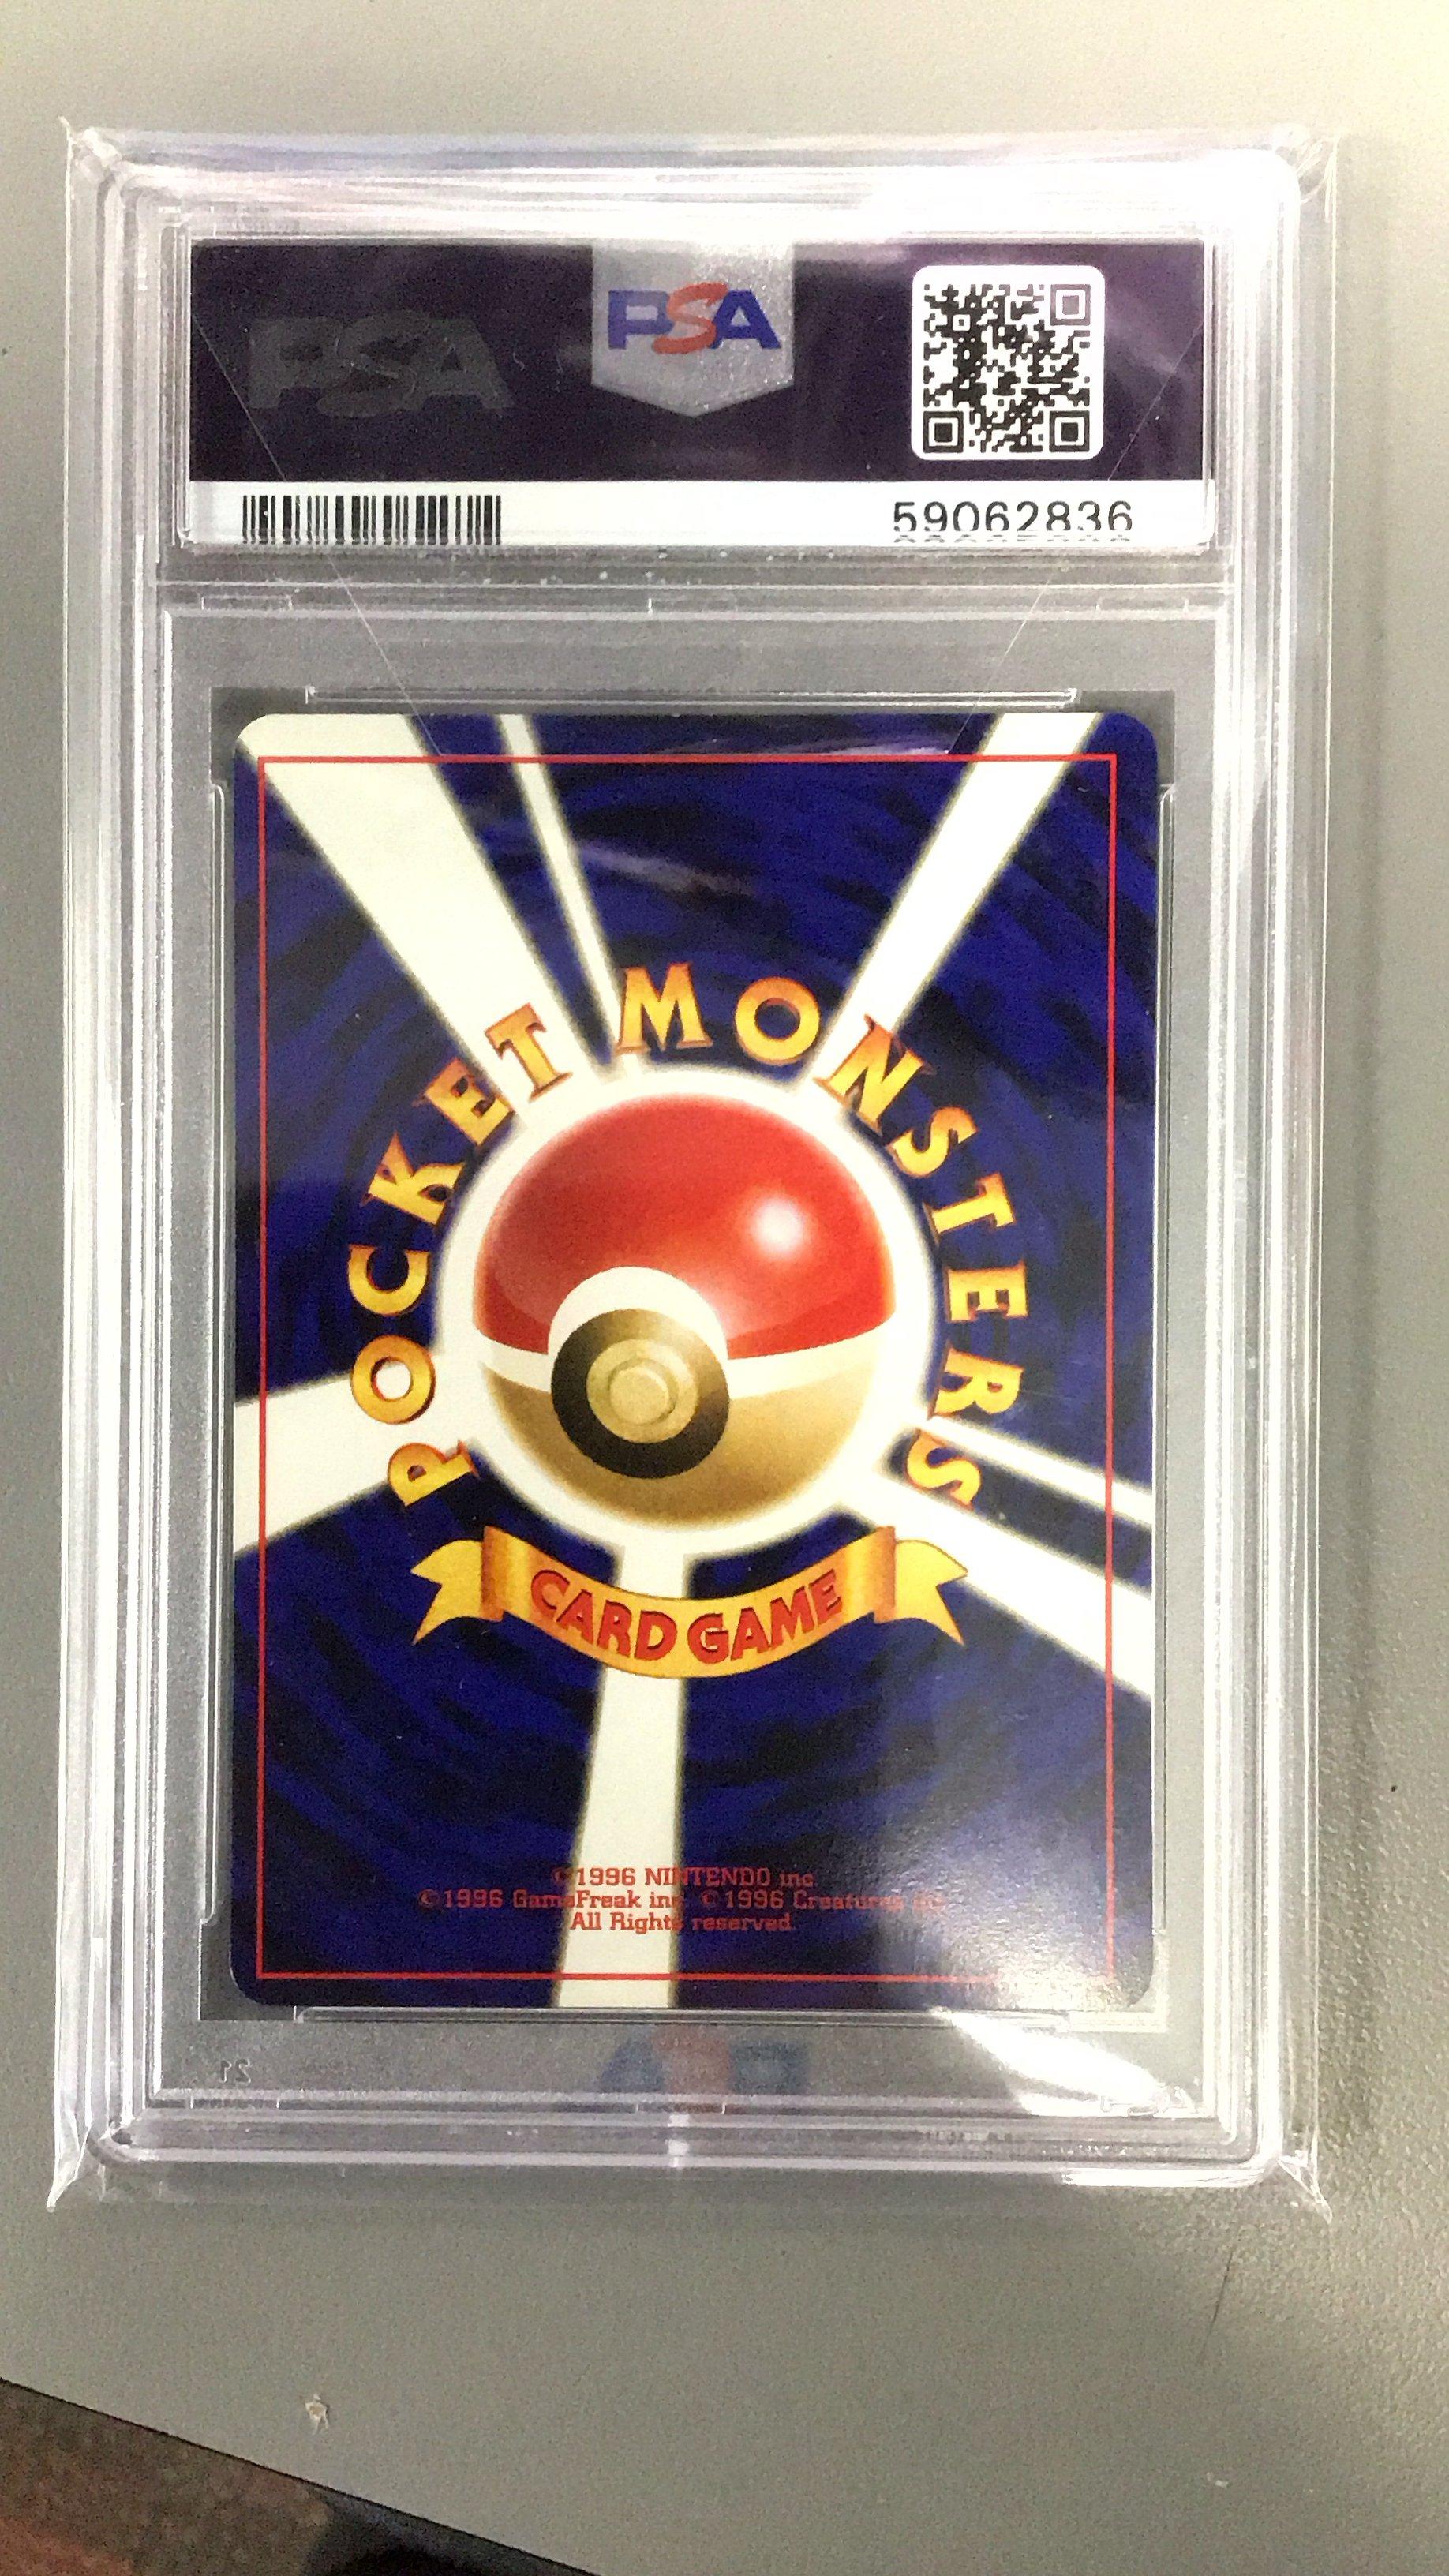 PSA
PSA
59062836
POCKET MONSTERS
CARD GAME
©1996 NINTENDO inc.
©1996 GameFreak inc. ©1996 Creatures inc.
All Rights reserved.
21